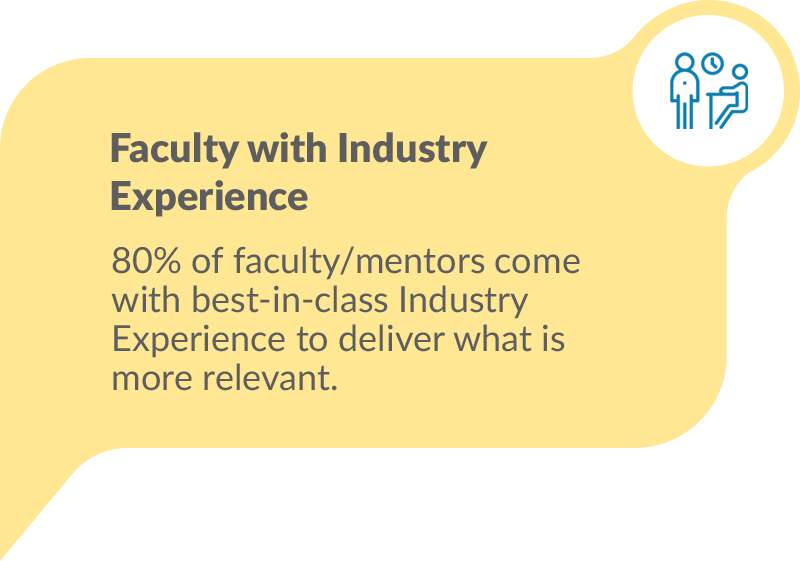 Faculty with Industry
Experience
80% of faculty/mentors come
with best-in-class Industry
Experience to deliver what is
more relevant.